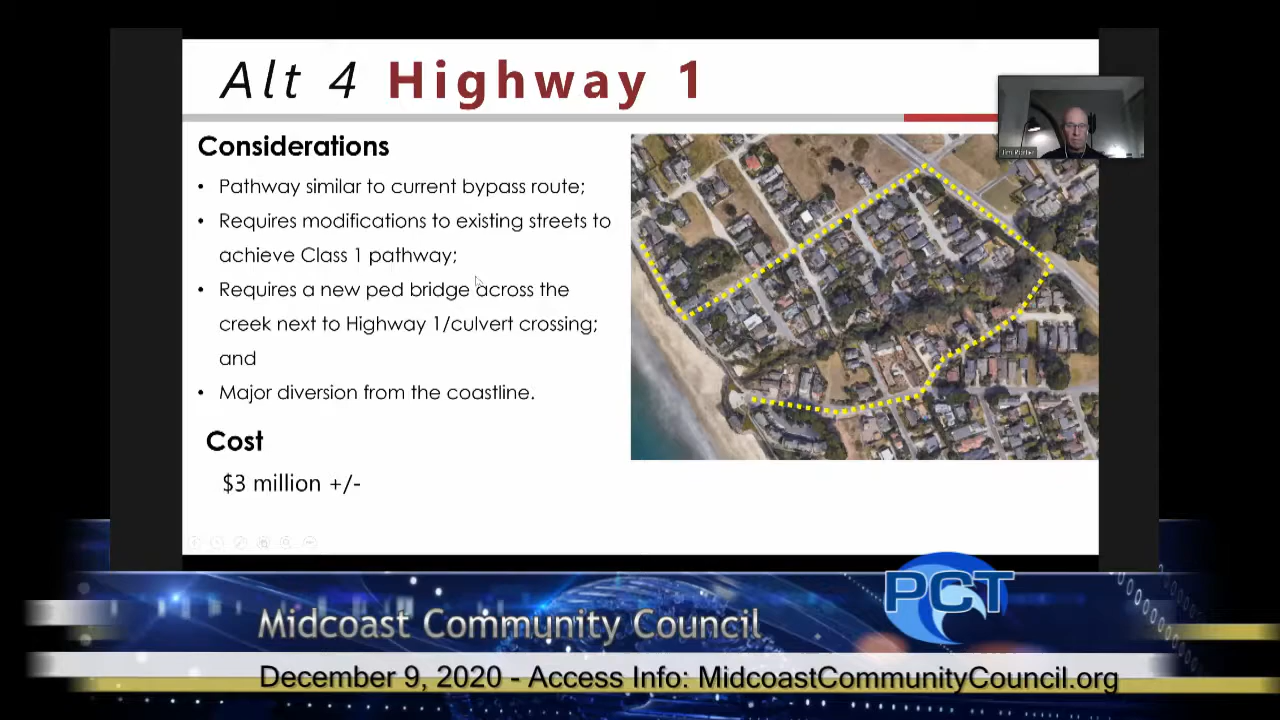 Alt 4 Highway 1
Considerations
• Pathway similar to current bypass route;
• Requires modifications to existing streets to
achieve Class 1 pathway;
• Requires a new ped bridge across the
creek next to Highway 1/culvert crossing;
and
• Major diversion from the coastline.
Cost
$3 million +/-
PCT
Midcoast Community Council
December 9, 2020 - Access Info: MidcoastCommunityCouncil.org